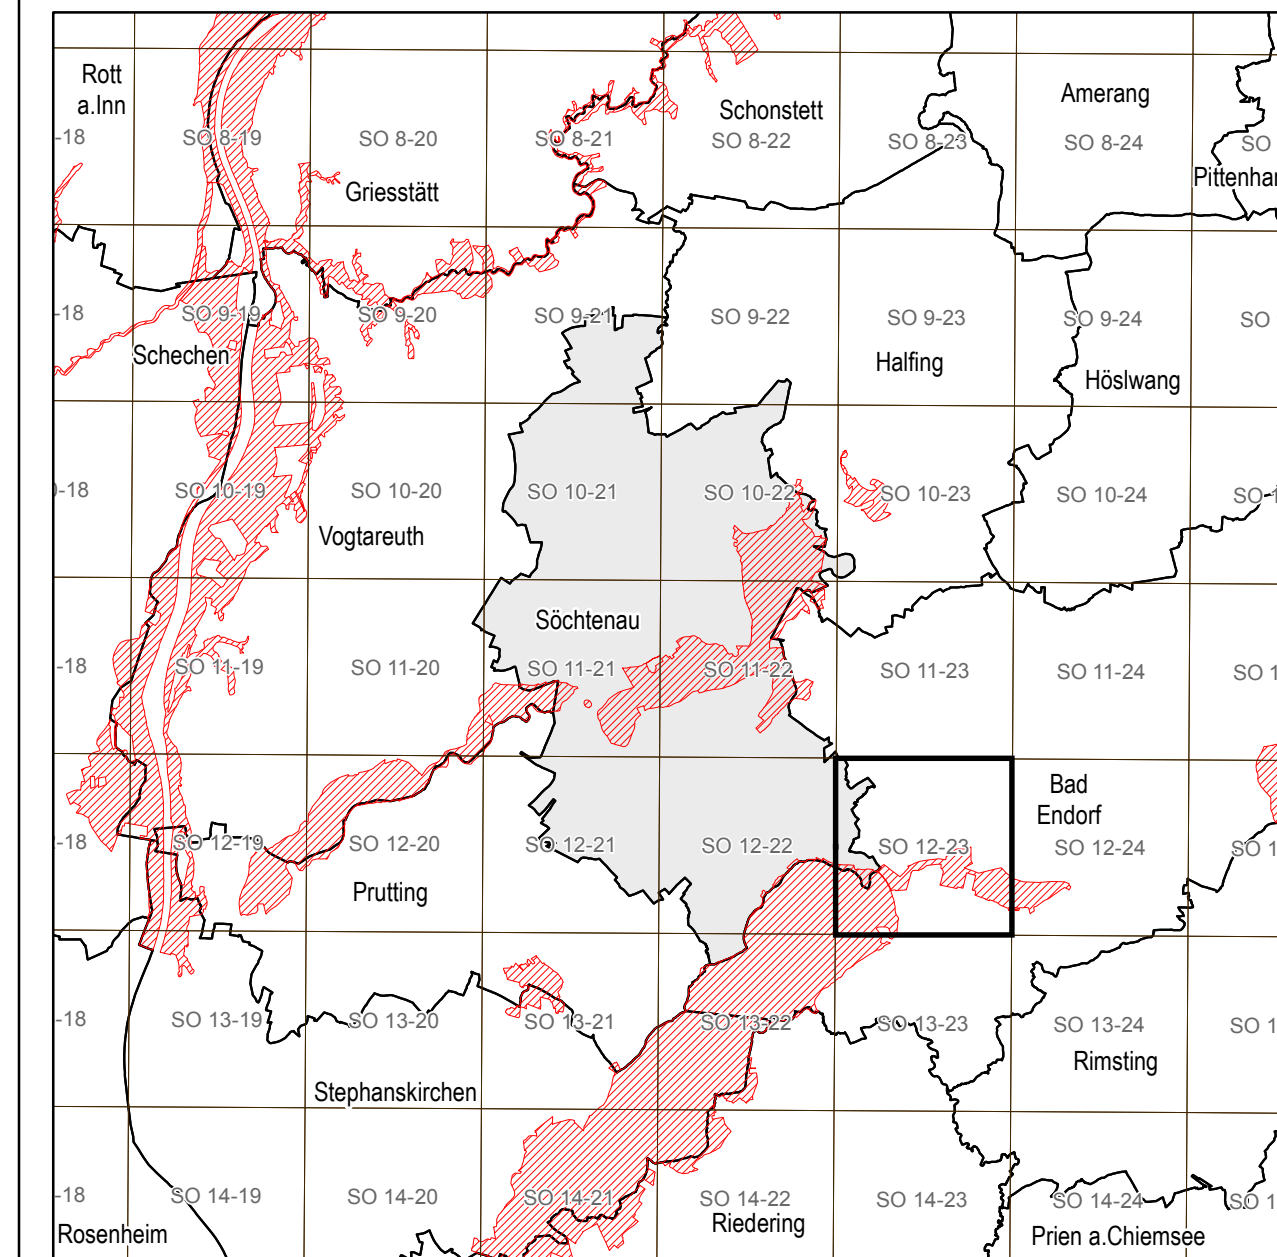 Rott
a.Inn
Schonstett
Amerang
-18
SO 8-19
SO 8-20
SO 8-21
SO 8-22
SO 8-23
SO 8-24
SO
Griesstätt
Pittenhar
-18
SO 9-19
SO 9-20
SO 9-21
SO 9-22
SO 9-23
SO 9-24
SO
Schechen
Halfing
Höslwang
-18
SO 10-19
SO 10-20
SO 10-21
SO 10-22
SO 10-23
SO 10-24
SO 1
Vogtareuth
Söchtenau
-18
SO 11-19
SO 11-20
SO 11-21
SO 11-22
SO 11-23
SO 11-24
SO 1
Bad
Endorf
-18
SO 12-19
SO 12-20
SO 12-21
SO 12-22
SO 12-23
SO 12-24
SO 1
Prutting
-18
SO 13-19
SO 13-20
SO 13-21
SO 13-22
SO 13-23
SO 13-24
SO 1
Rimsting
Stephanskirchen
-18
SO 14-19
SO 14-20
SO 14-21
SO 14-22
SO 14-23
SO 14-24
SO 1
Rosenheim
Riedering
Prien a.Chiemsee